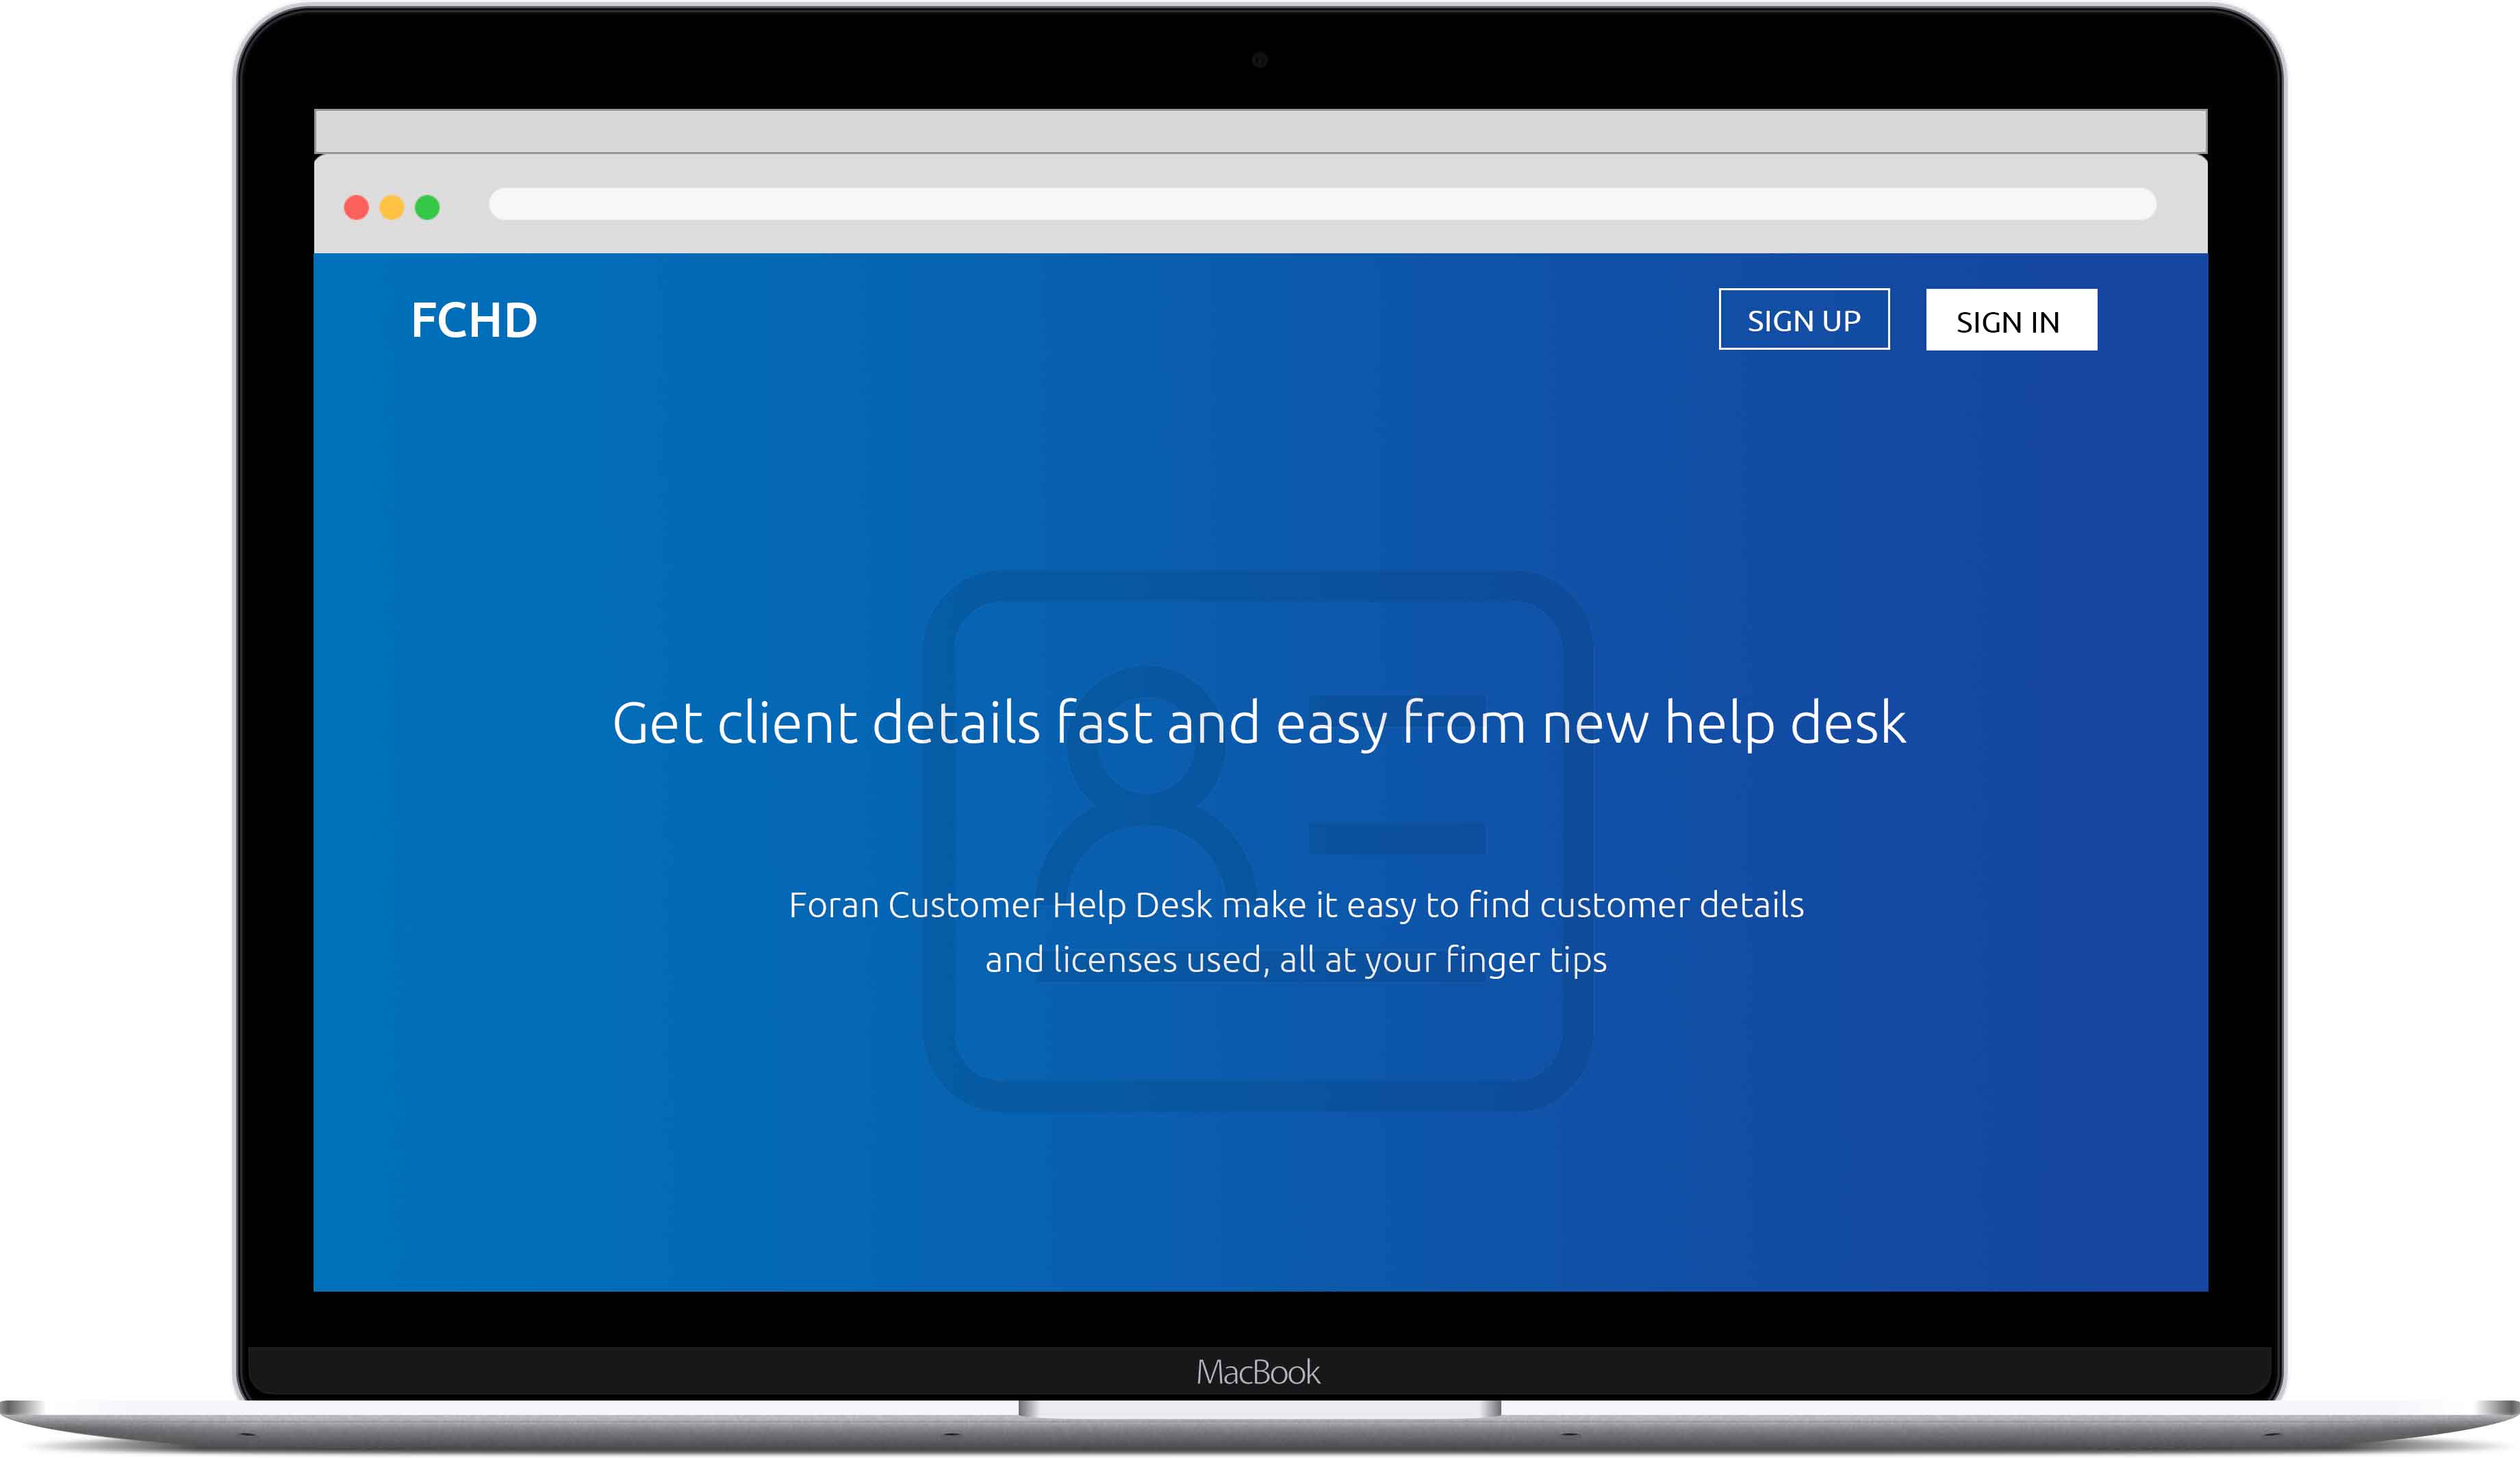 FCHD
SIGN UP
SIGN IN
Get client details fast and easy from new help desk
Foran Customer Help Desk make it easy to find customer details
and licenses used, all at your finger tips
MacBook